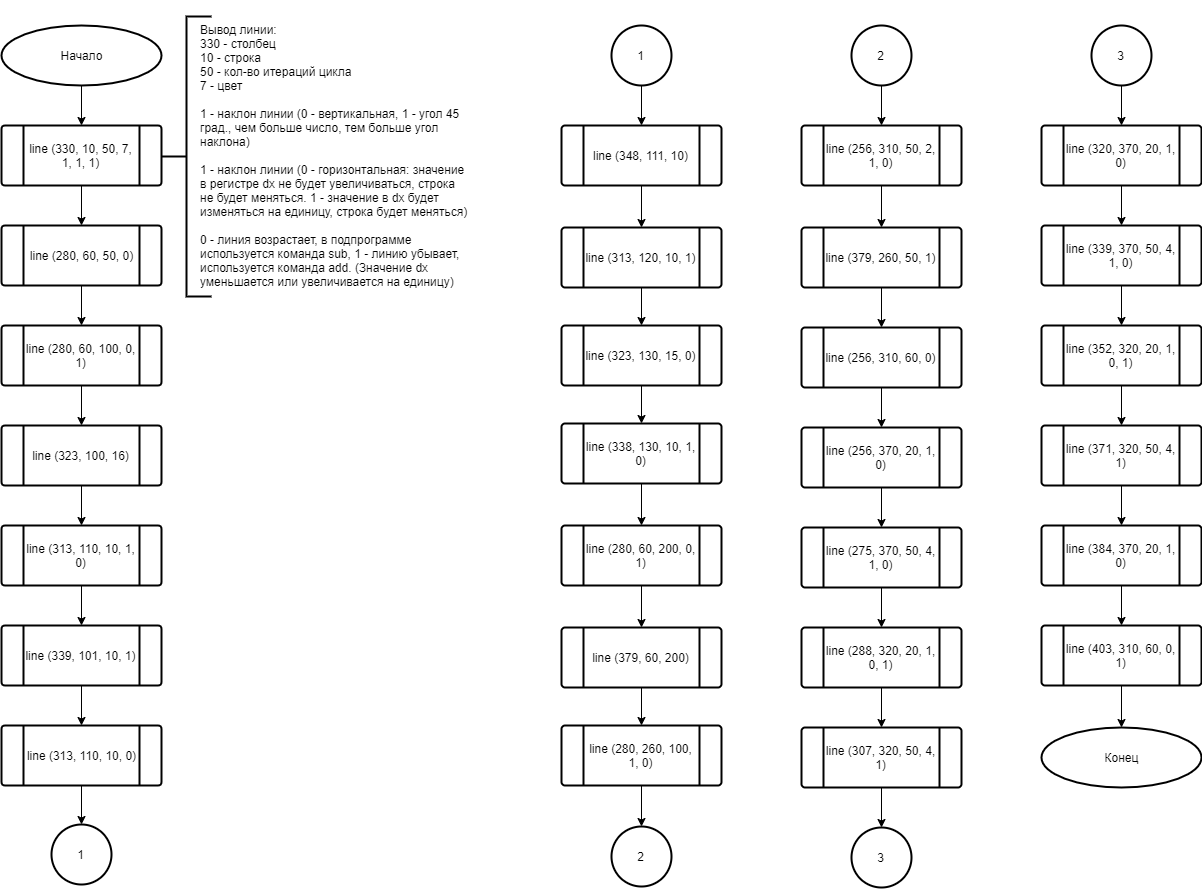 Начало
line (330, 10, 50, 7,
1, 1, 1)
line (280, 60, 50, 0)
line (280, 60, 100, 0,
1)
line (323, 100, 16)
line (313, 110, 10, 1,
0)
line (339, 101, 10, 1)
line (313, 110, 10, 0)
1
Вывод линии:
330 - столбец
10 - строка
50 - кол-во итераций цикла
7 - цвет
1 - наклон линии (0 - вертикальная, 1 - угол 45
град., чем больше число, тем больше угол
наклона)
1 - наклон линии (0 - горизонтальная: значение
в регистре dx не будет увеличиваться, строка
не будет меняться. 1 - значение в dx будет
изменяться на единицу, строка будет меняться)
0 - линия возрастает, в подпрограмме
используется команда sub, 1 - линию убывает,
используется команда add. (Значение dx
уменьшается или увеличивается на единицу)
1
line (348, 111, 10)
line (313, 120, 10, 1)
line (323, 130, 15, 0)
line (338, 130, 10, 1,
0)
line (280, 60, 200, 0,
1)
line (379, 60, 200)
line (280, 260, 100,
1, 0)
2
2
line (256, 310, 50, 2,
1, 0)
line (379, 260, 50, 1)
line (256, 310, 60, 0)
line (256, 370, 20, 1,
0)
line (275, 370, 50, 4,
1, 0)
line (288, 320, 20, 1,
0, 1)
line (307, 320, 50, 4,
1)
3
3
line (320, 370, 20, 1,
0)
line (339, 370, 50, 4,
1, 0)
line (352, 320, 20, 1,
0, 1)
line (371, 320, 50, 4,
1)
line (384, 370, 20, 1,
0)
line (403, 310, 60, 0,
1)
Конец